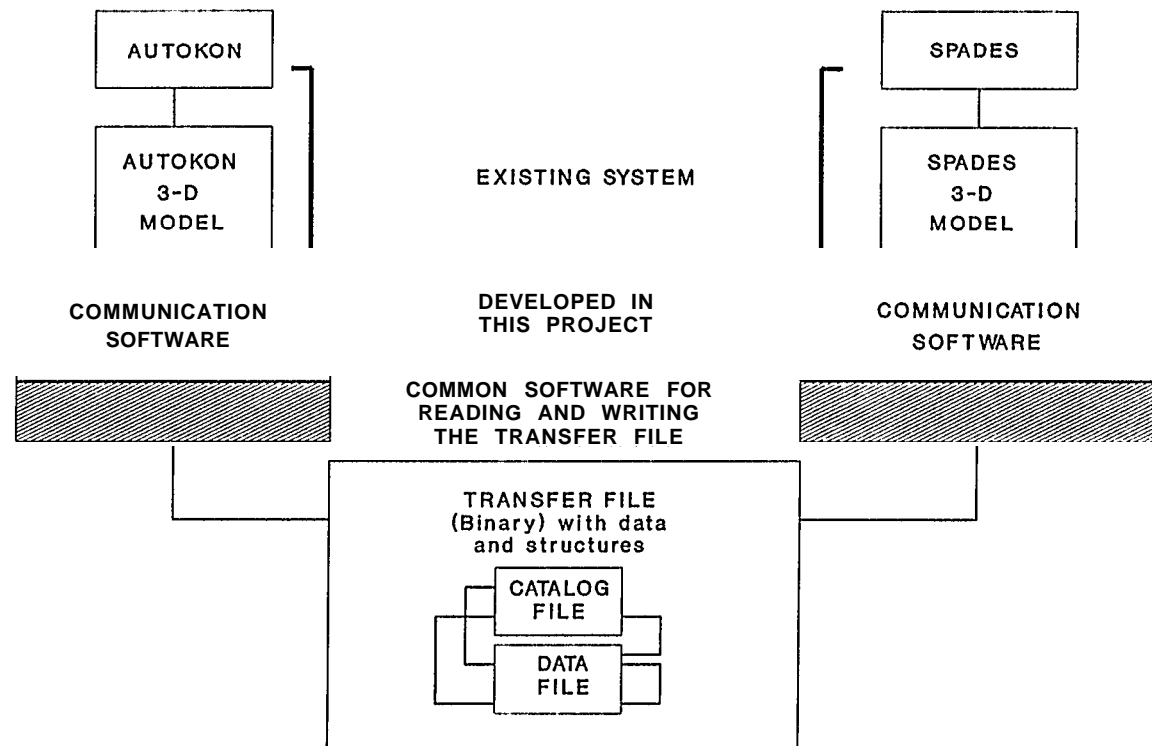 AUTOKON
SPADES
AUTOKON
3-D
MODEL
EXISTING SYSTEM
SPADES
3-D
MODEL
COMMUNICATION
SOFTWARE
DEVELOPED IN
THIS PROJECT
COMMUNICATION
SOFTWARE
COMMON SOFTWARE FOR
READING AND WRITING
THE TRANSFER FILE
TRANSFER FILE
(Binary) with data
and structures
CATALOG
FILE
DATA
FILE